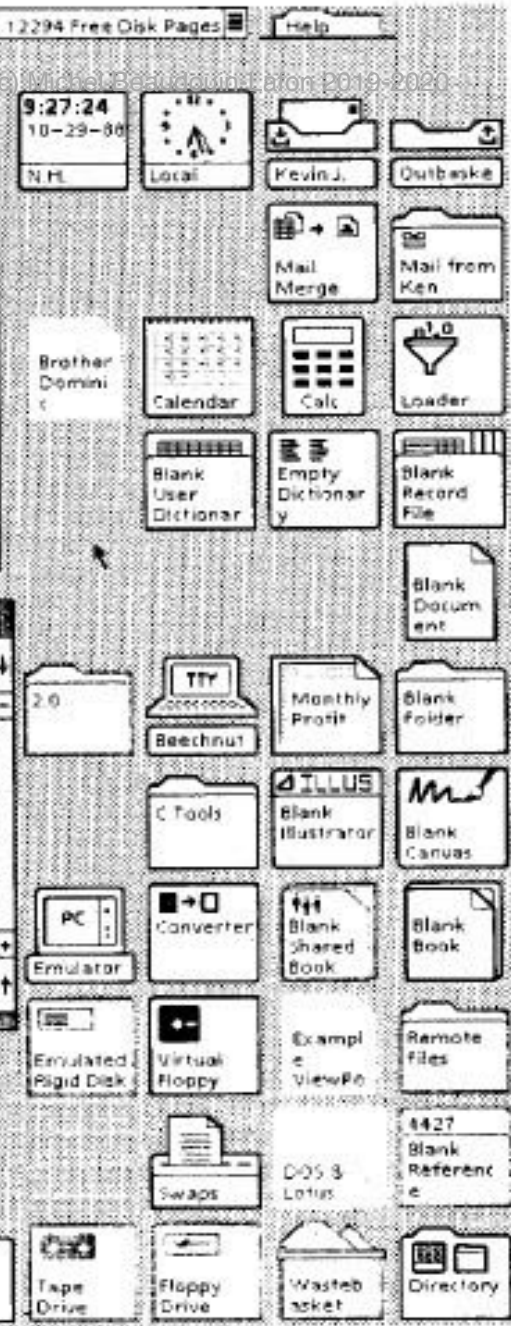 12294 Free Disk Pages
Help
(c) Michel Beaudouin-Lafon 2019-2020
9:27:24
10-29-88
N.H.
Local
Kevin J.
Outbaske
Mail
Merge
Mail from
Ken
Brother
Domini
c
Calendar
Calc
Loader
Blank
User
Dictionar
Empty
Dictionar
y
Blank
Record
File
Blank
Docum
ent
2.0
TTY
Beechnut
Monthly
Profit
Blank
Folder
C Tools
ILLUS
Blank
Illustrator
Blank
Canvas
PC
Emulator
Converter
Blank
Shared
Book
Blank
Book
Emulated
Rigid Disk
Virtual
Floppy
Exampl
e
ViewPo
Remote
files
Swaps
DOS &
Lotus
4427
Blank
Referenc
e
Tape
Drive
Floppy
Drive
Wasteb
asket
Directory